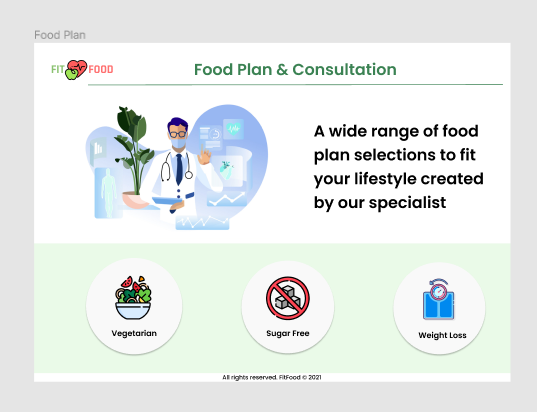 Food Plan
FIT FOOD
Food Plan & Consultation
A wide range of food
plan selections to fit
your lifestyle created
by our specialist
Vegetarian
Sugar Free
Weight Loss
All rights reserved. FitFood © 2021